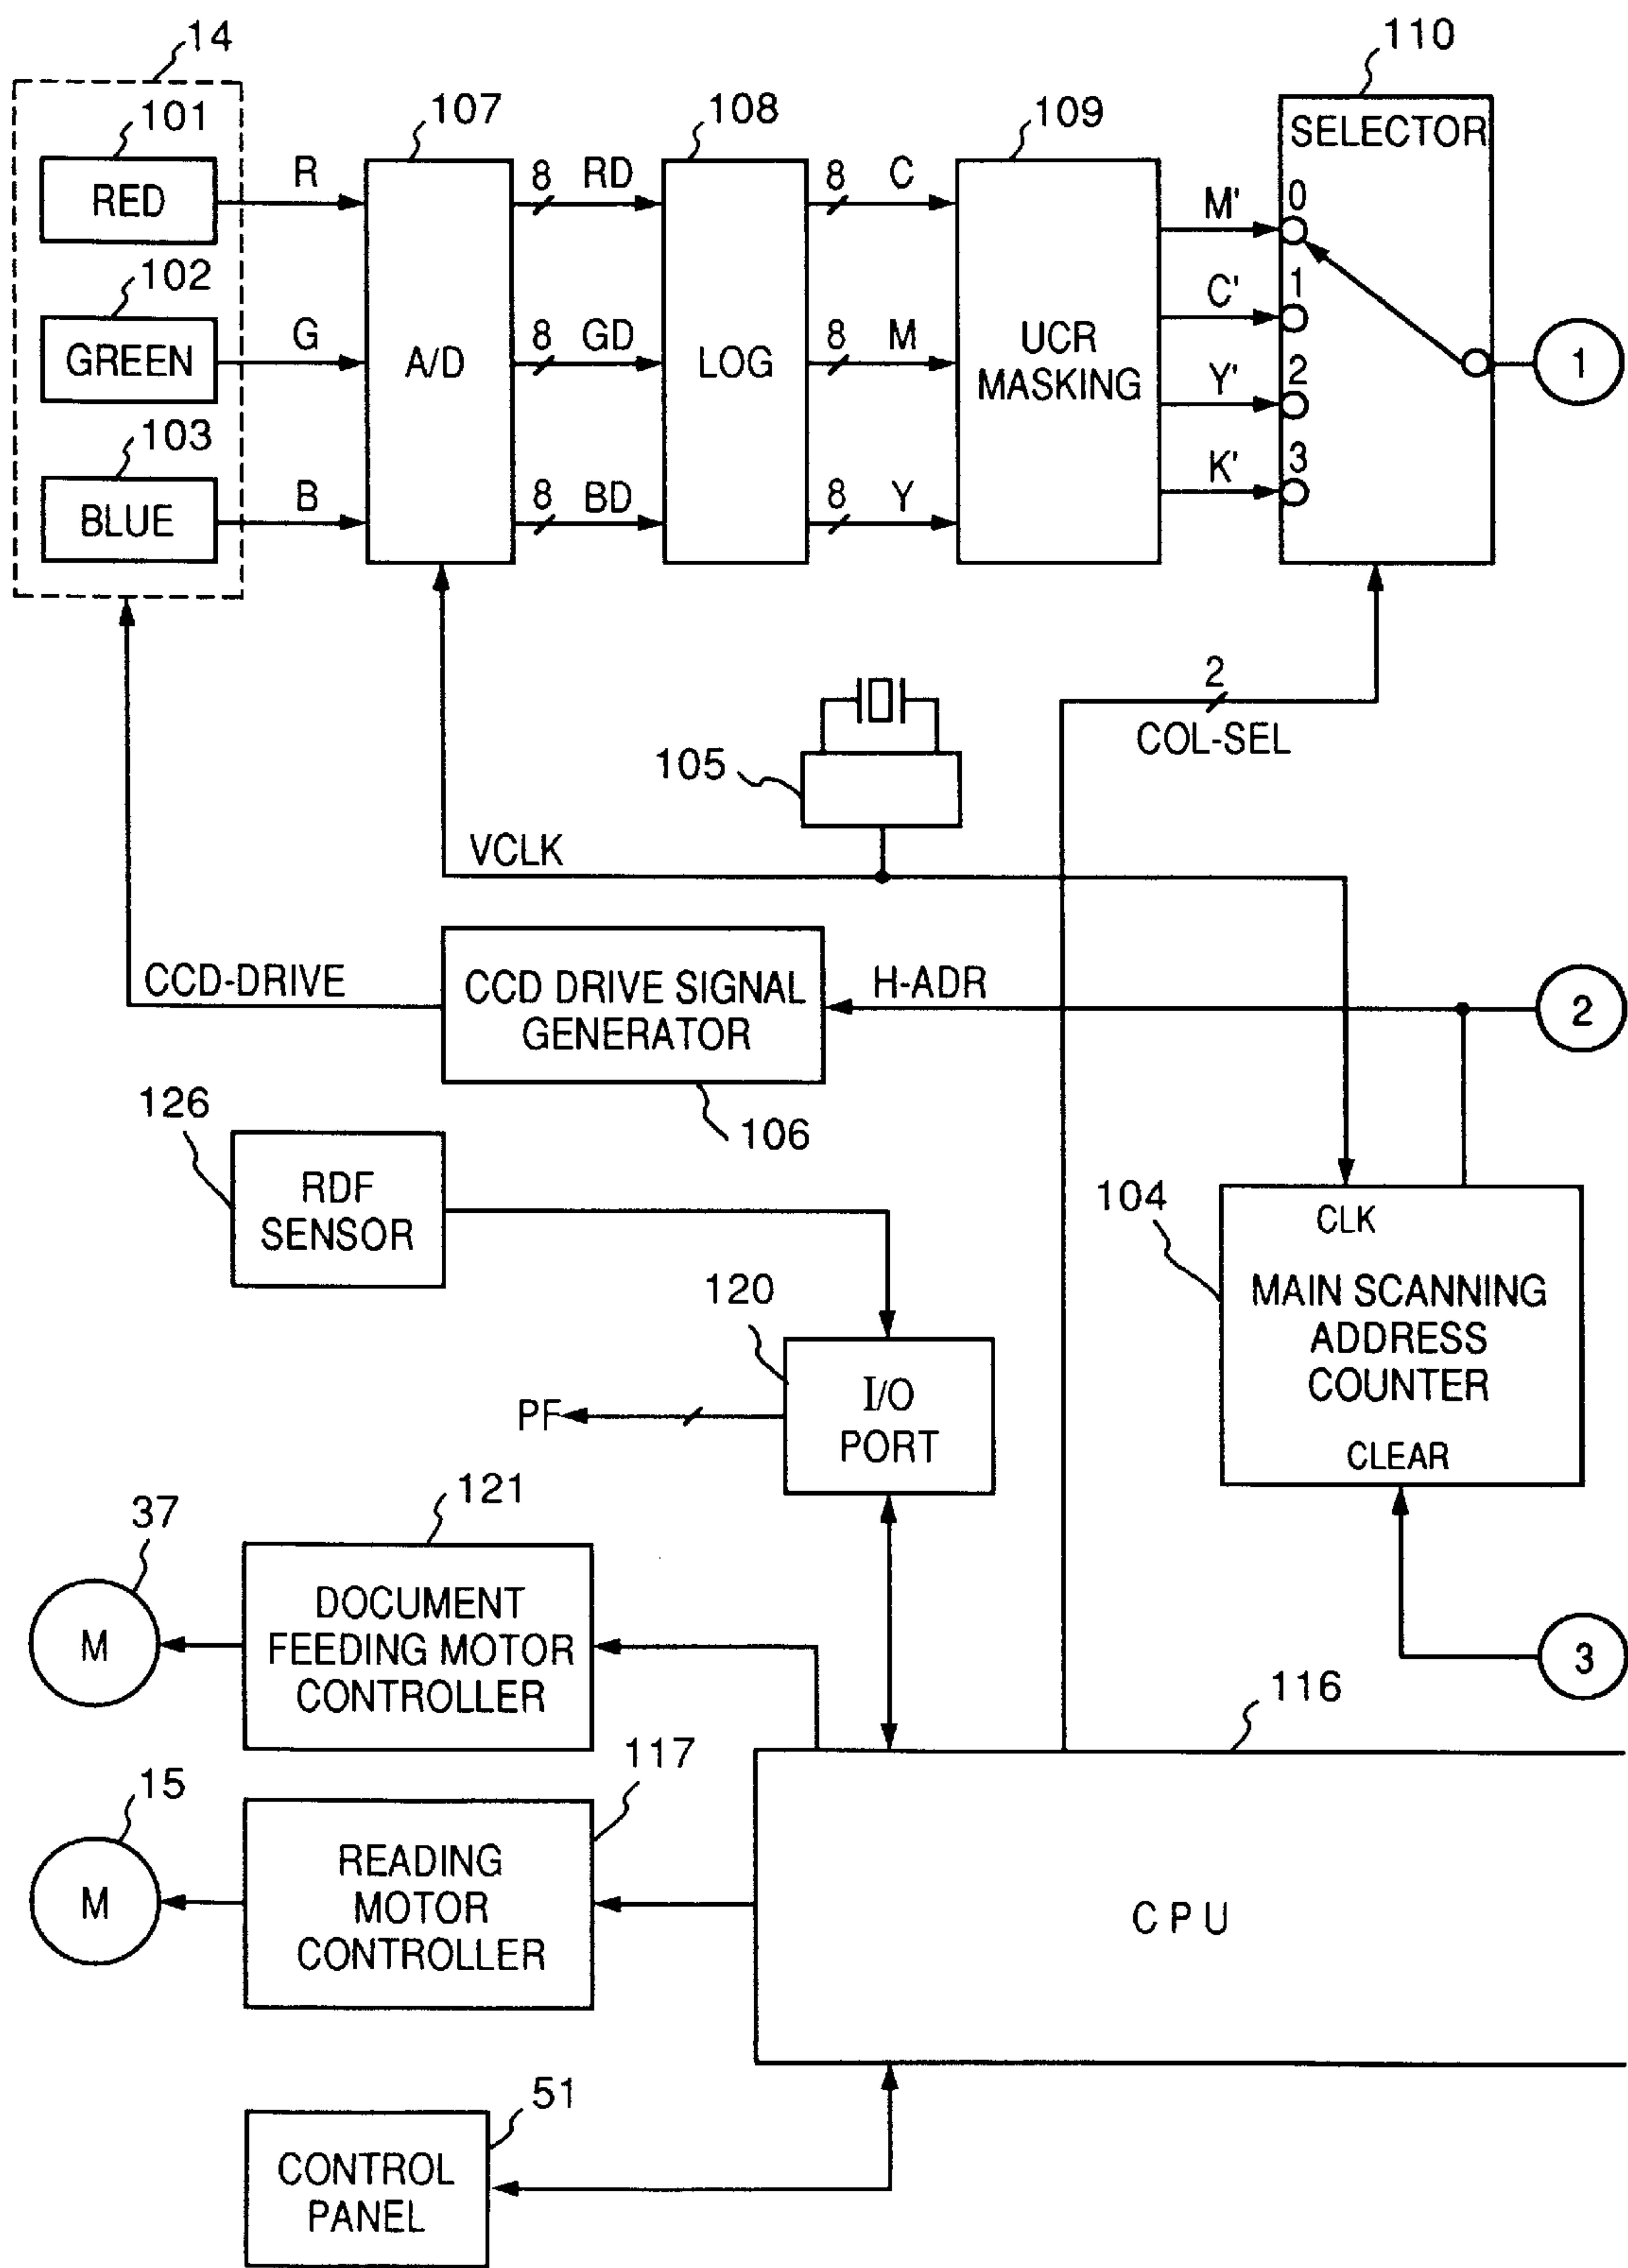 14
110
101
107
108
109
SELECTOR
RED
R
8
RD
8
C
M'
0
102
C'
1
GREEN
G
A/D
8
GD
LOG
8
M
UCR
MASKING
Y'
2
1
103
K'
3
BLUE
B
8
BD
8
Y
2
COL-SEL
105
VCLK
CCD-DRIVE
CCD DRIVE SIGNAL
GENERATOR
H-ADR
2
126
106
RDF
SENSOR
104
CLK
MAIN SCANNING
ADDRESS
COUNTER
CLEAR
120
I/O
PORT
PF
121
37
M
DOCUMENT
FEEDING MOTOR
CONTROLLER
3
116
117
15
M
READING
MOTOR
CONTROLLER
CPU
51
CONTROL
PANEL